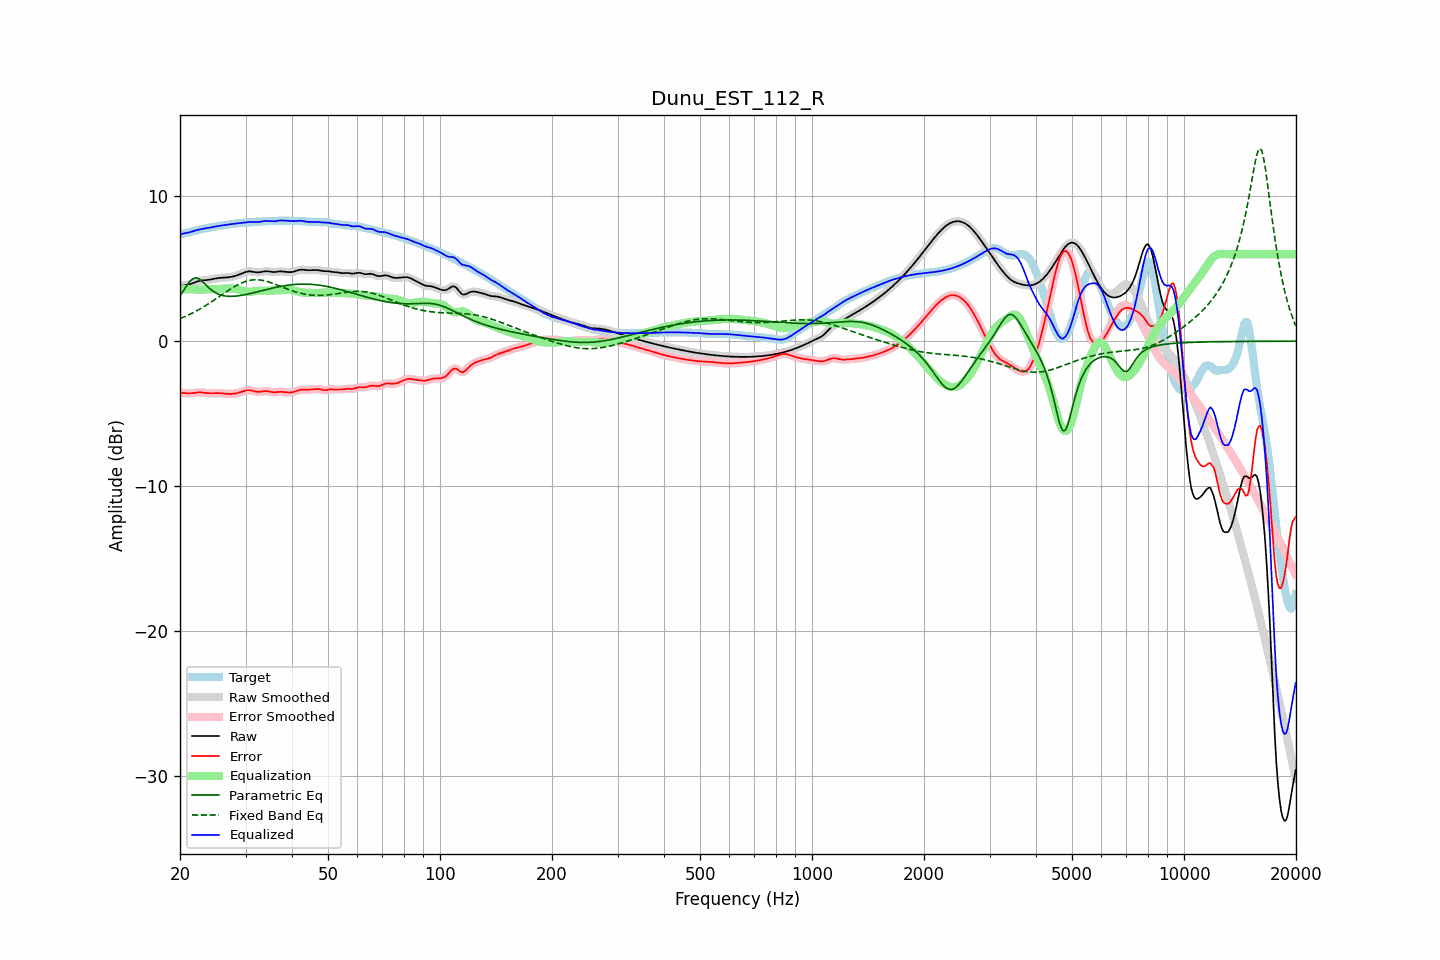 Dunu_EST_112_R
Amplitude (dBr)
10
0
−10
−20
−30
Target
Raw Smoothed
Error Smoothed
Raw
Error
Equalization
Parametric Eq
Fixed Band Eq
Equalized
20 50 100 200 500 1000 2000 5000 10000 20000
Frequency (Hz)